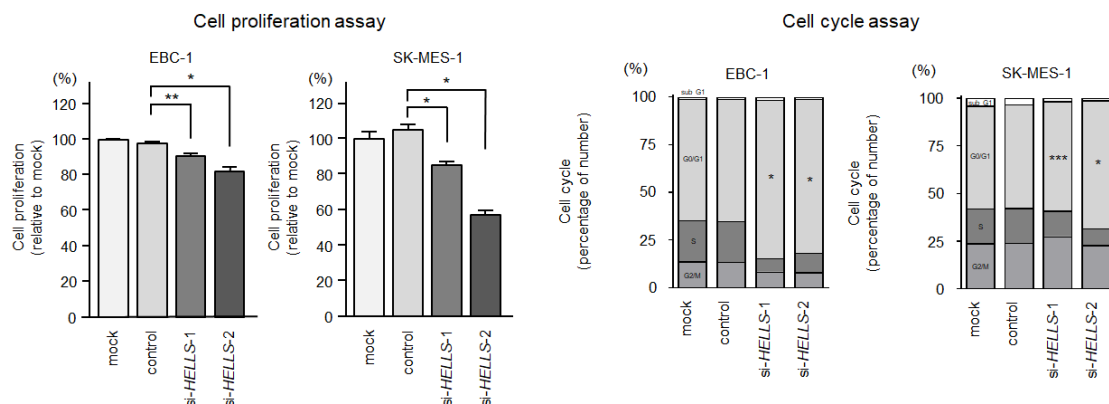 Cell proliferation assay
EBC-1
(%)
120
100
80
60
40
20
0
Cell proliferation
(relative to mock)
*
**
mock
control
si-HELLS-1
si-HELLS-2
SK-MES-1
(%)
120
100
80
60
40
20
0
Cell proliferation
(relative to mock)
*
*
mock
control
si-HELLS-1
si-HELLS-2
Cell cycle assay
EBC-1
(%)
100
75
50
25
0
Cell cycle
(percentage of number)
sub G1
G0/G1
S
G2/M
*
*
mock
control
si-HELLS-1
si-HELLS-2
SK-MES-1
(%)
100
75
50
25
0
Cell cycle
(percentage of number)
sub G1
G0/G1
S
G2/M
***
*
mock
control
si-HELLS-1
si-HELLS-2